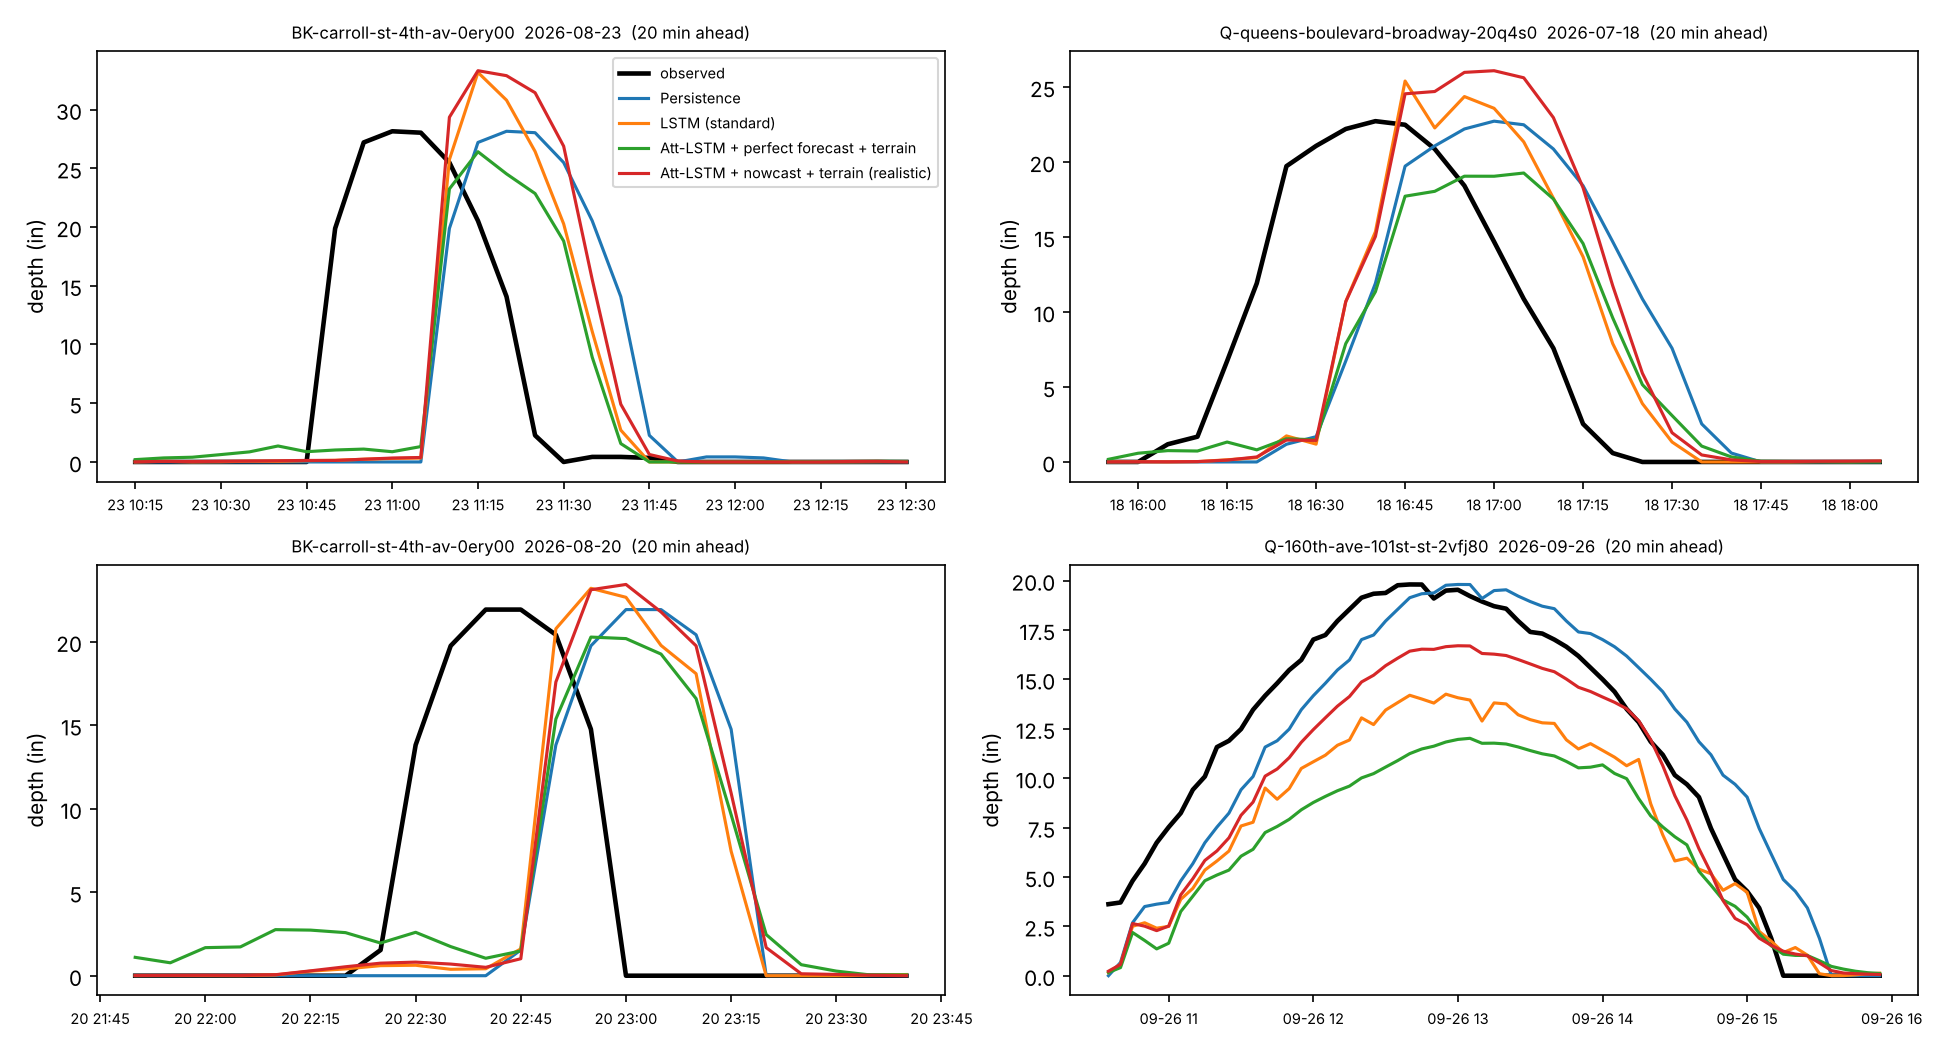 BK-carroll-st-4th-av-0ery00 2026-08-23 (20 min ahead)
depth (in)
30
25
20
15
10
5
0
observed
Persistence
LSTM (standard)
Att-LSTM + perfect forecast + terrain
Att-LSTM + nowcast + terrain (realistic)
23 10:15 23 10:30 23 10:45 23 11:00 23 11:15 23 11:30 23 11:45 23 12:00 23 12:15 23 12:30
Q-queens-boulevard-broadway-20q4s0 2026-07-18 (20 min ahead)
depth (in)
25
20
15
10
5
0
18 16:00 18 16:15 18 16:30 18 16:45 18 17:00 18 17:15 18 17:30 18 17:45 18 18:00
BK-carroll-st-4th-av-0ery00 2026-08-20 (20 min ahead)
depth (in)
20
15
10
5
0
20 21:45 20 22:00 20 22:15 20 22:30 20 22:45 20 23:00 20 23:15 20 23:30 20 23:45
Q-160th-ave-101st-st-2vfj80 2026-09-26 (20 min ahead)
depth (in)
20.0
17.5
15.0
12.5
10.0
7.5
5.0
2.5
0.0
09-26 11 09-26 12 09-26 13 09-26 14 09-26 15 09-26 16